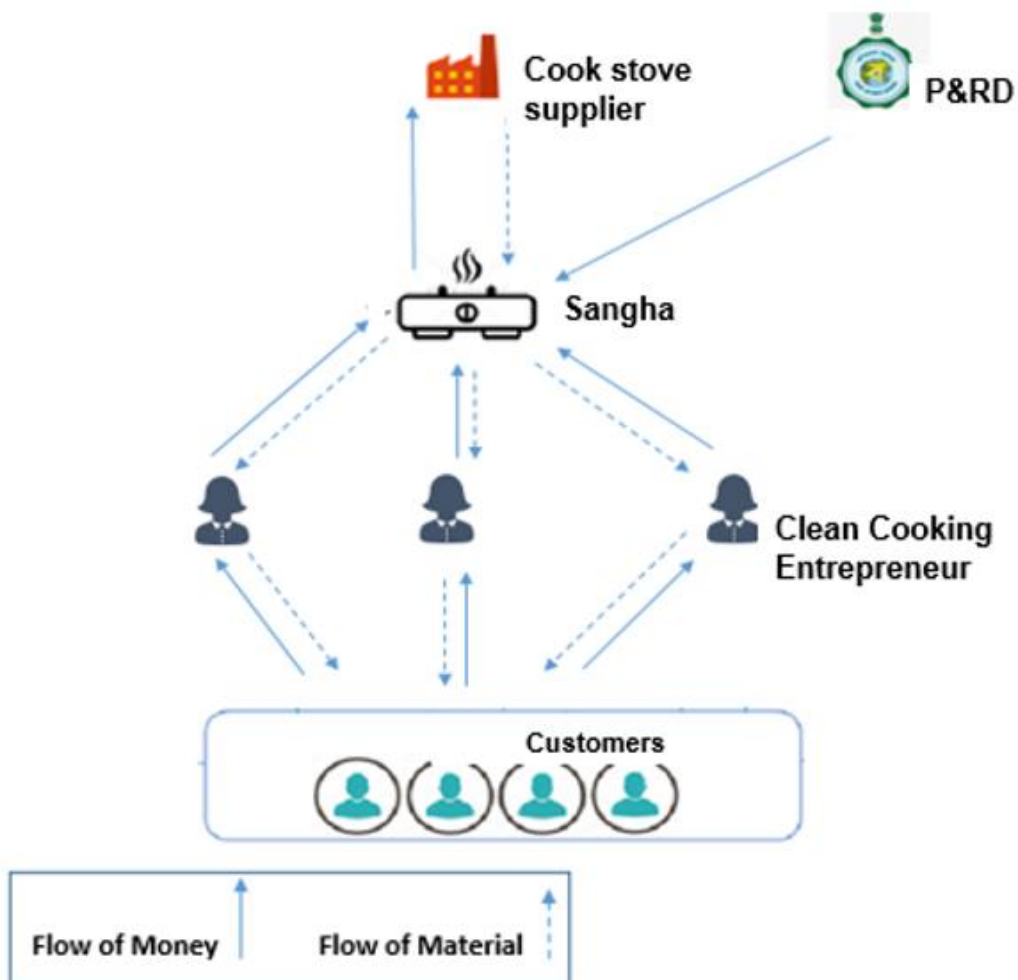 Cook stove
supplier
P&RD
Sangha
Clean Cooking
Entrepreneur
Customers
Flow of Money
Flow of Material